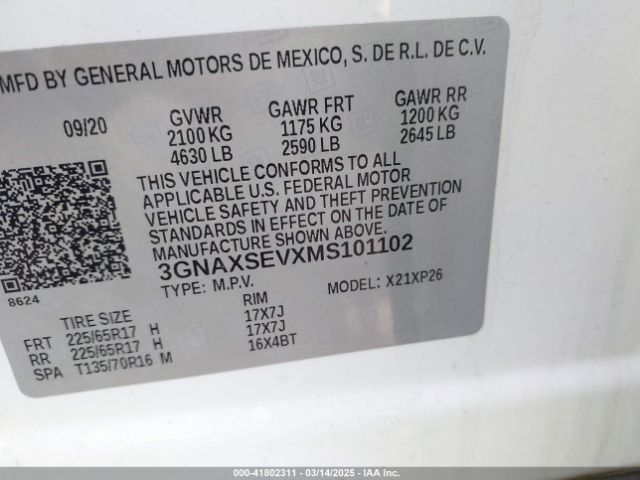 MFD BY GENERAL MOTORS DE MEXICO, S. DE R.L. DE C.V.
09/20 GVWR GAWR FRT GAWR RR
2100 KG 1175 KG 1200 KG
4630 LB 2590 LB 2645 LB
THIS VEHICLE CONFORMS TO ALL
APPLICABLE U.S. FEDERAL MOTOR
VEHICLE SAFETY AND THEFT PREVENTION
STANDARDS IN EFFECT ON THE DATE OF
MANUFACTURE SHOWN ABOVE.
3GNAXSEVXMS101102
8624
TYPE: M.P.V. MODEL: X21XP26
TIRE SIZE RIM
FRT 225/65R17 H 17X7J
RR 225/65R17 H 17X7J
SPA T135/70R16 M 16X4BT
000-41802311 - 03/14/2025 - IAAI.COM